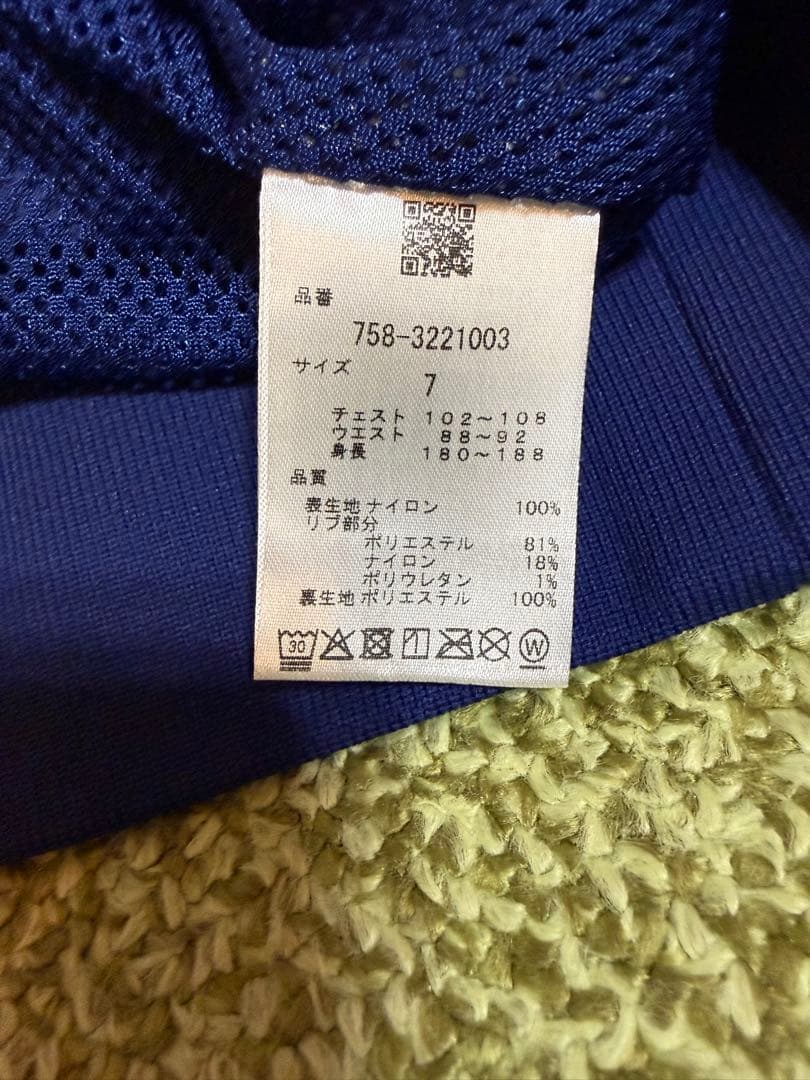 品番
758-3221003
サイズ
7
チェスト 102～108
ウエスト 88～92
身長 180～188
品質
表生地 ナイロン 100%
リブ部分
ポリエステル 81%
ナイロン 18%
ポリウレタン 1%
裏生地 ポリエステル 100%
30 W